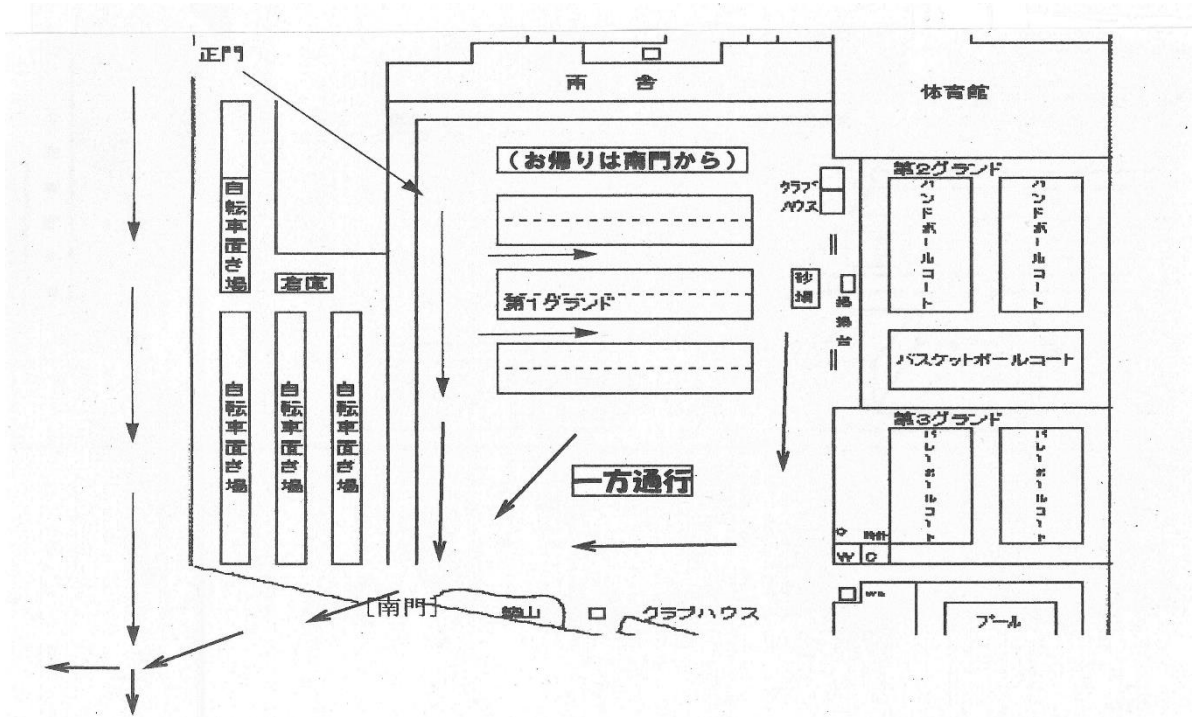 正門
南 舎
体育館
(お帰りは南門から)
第2グランド
クラブ
ハウス
自転車置き場
ハンドボールコート
ハンドボールコート
倉庫
砂場
第1グランド
掲揚台
バスケットボールコート
自転車置き場
自転車置き場
自転車置き場
第3グランド
バレーボールコート
バレーボールコート
一方通行
時計
W C
[南門]
築山
クラブハウス
プール